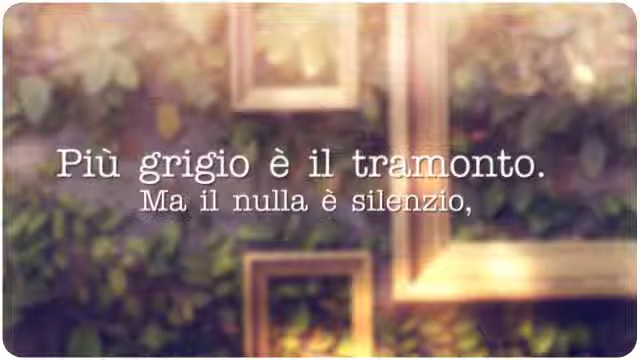 Più grigio è il tramonto.
Ma il nulla è silenzio,